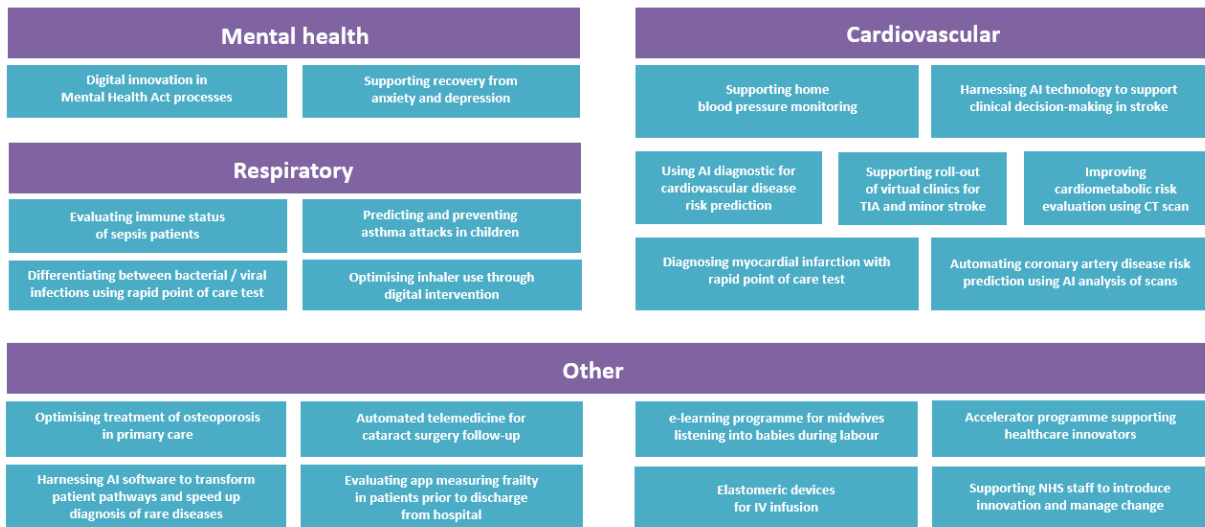 Mental health
Digital innovation in
Mental Health Act processes
Supporting recovery from
anxiety and depression
Respiratory
Evaluating immune status
of sepsis patients
Predicting and preventing
asthma attacks in children
Differentiating between bacterial / viral
infections using rapid point of care test
Optimising inhaler use through
digital intervention
Cardiovascular
Supporting home
blood pressure monitoring
Harnessing AI technology to support
clinical decision-making in stroke
Using AI diagnostic for
cardiovascular disease
risk prediction
Supporting roll-out
of virtual clinics for
TIA and minor stroke
Improving
cardiometabolic risk
evaluation using CT scan
Diagnosing myocardial infarction with
rapid point of care test
Automating coronary artery disease risk
prediction using AI analysis of scans
Other
Optimising treatment of osteoporosis
in primary care
Automated telemedicine for
cataract surgery follow-up
e-learning programme for midwives
listening into babies during labour
Accelerator programme supporting
healthcare innovators
Harnessing AI software to transform
patient pathways and speed up
diagnosis of rare diseases
Evaluating app measuring frailty
in patients prior to discharge
from hospital
Elastomeric devices
for IV infusion
Supporting NHS staff to introduce
innovation and manage change